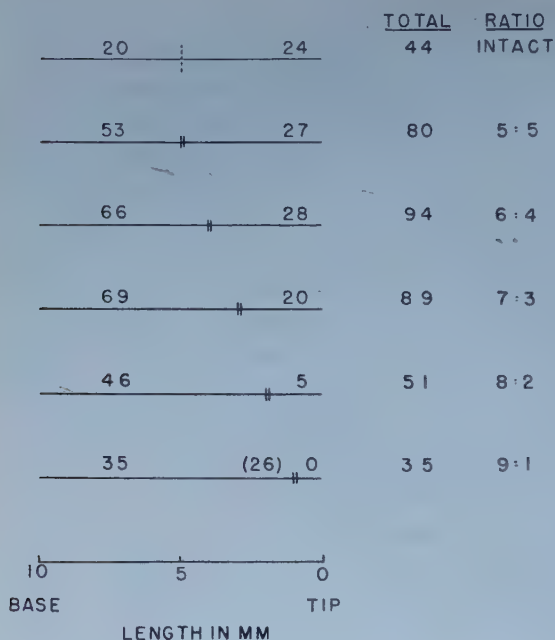 TOTAL RATIO
20 24 44 INTACT
53 27 80 5:5
66 28 94 6:4
69 20 89 7:3
46 5 51 8:2
35 (26) 0 35 9:1
10 5 0
BASE TIP
LENGTH IN MM